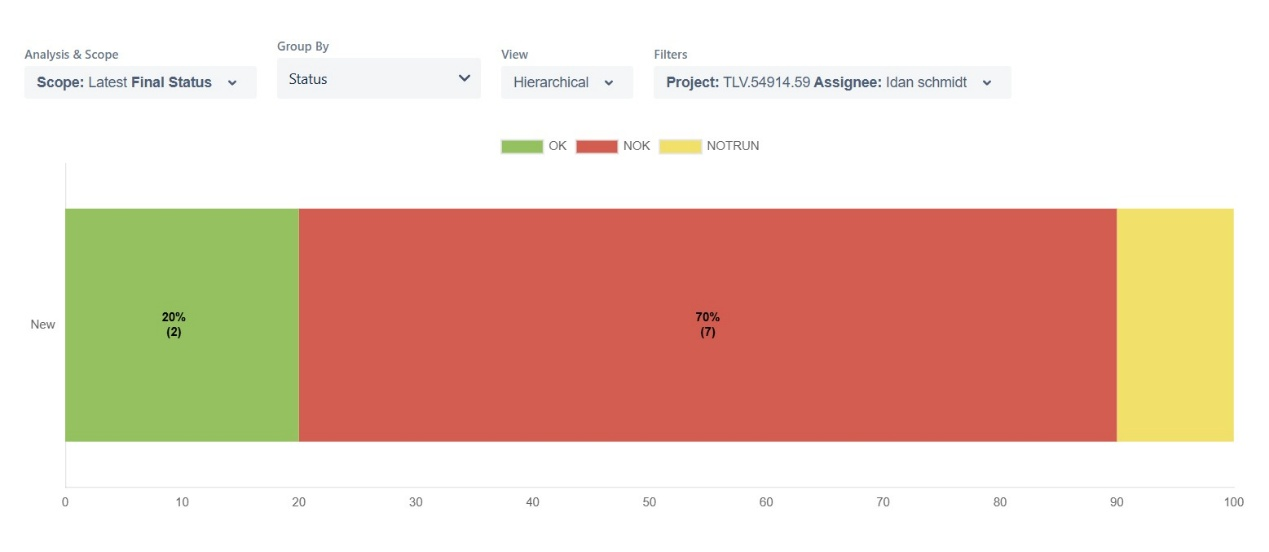 Analysis & Scope
Group By
View
Filters
Scope: Latest Final Status
Status
Hierarchical
Project: TLV.54914.59 Assignee: Idan schmidt
OK NOK NOTRUN
New
20%
(2)
70%
(7)
0 10 20 30 40 50 60 70 80 90 100